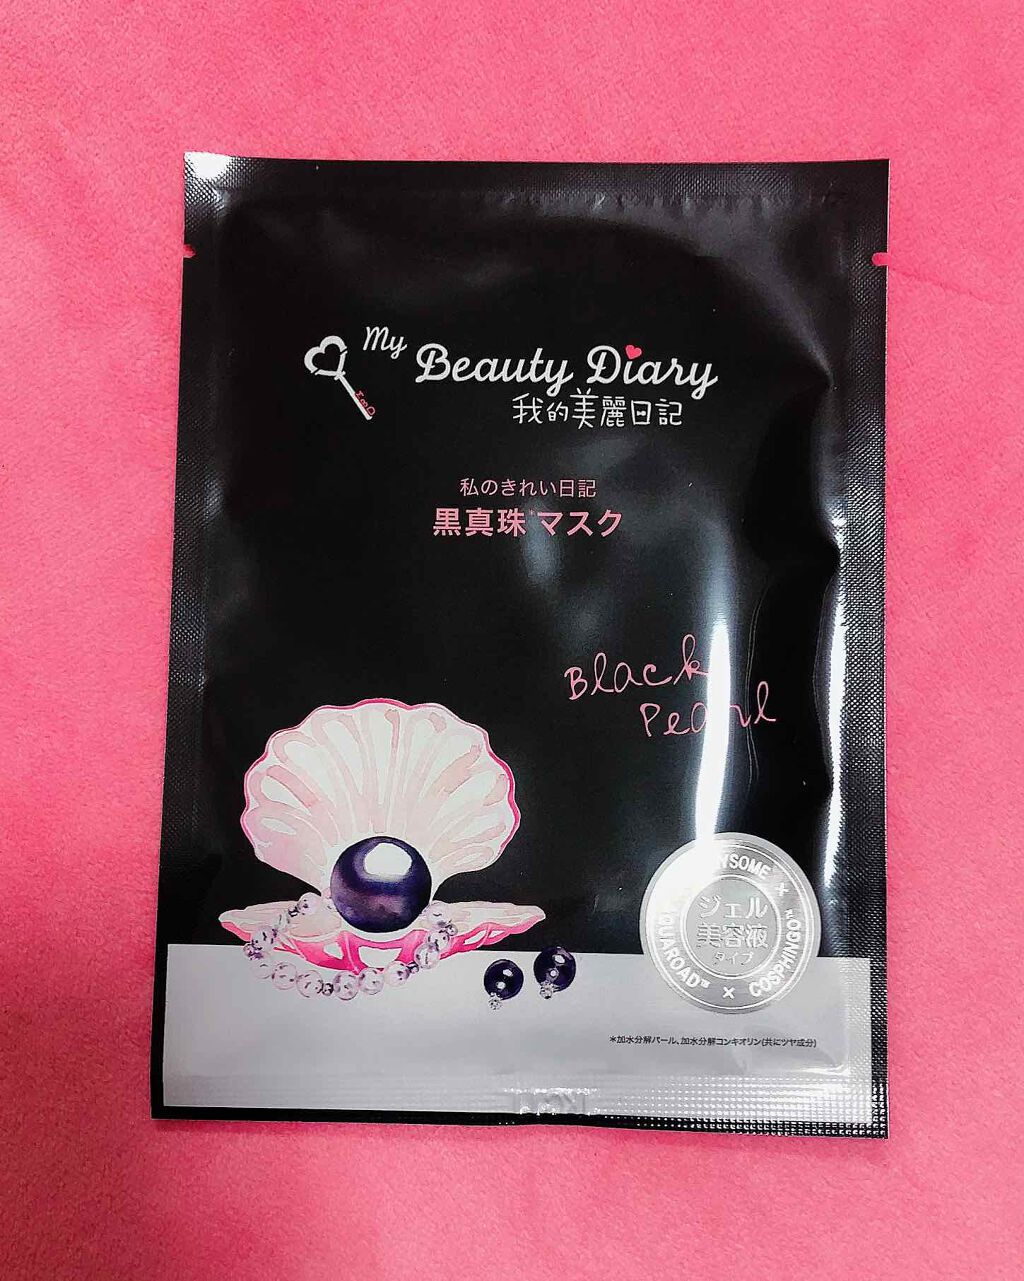 My
Beauty Diary
我的美麗日記
私のきれい日記
黒真珠*マスク
Black
Pearl
ジェル
美容液
タイプ
× COSPHINGO™ ×
*加水分解パール、加水分解コンキオリン(共にツヤ成分)